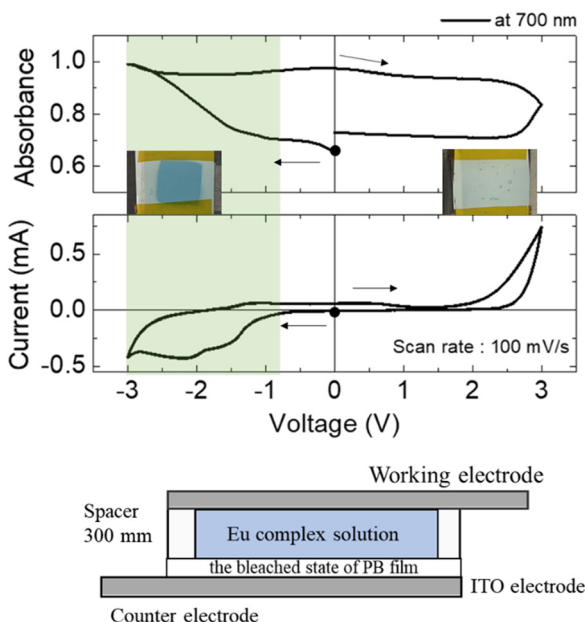 at 700 nm
Absorbance
1.0
0.8
0.6
Current (mA)
0.5
0.0
-0.5
Scan rate : 100 mV/s
-3 -2 -1 0 1 2 3
Voltage (V)
Working electrode
Spacer
300 mm
Eu complex solution
the bleached state of PB film
ITO electrode
Counter electrode